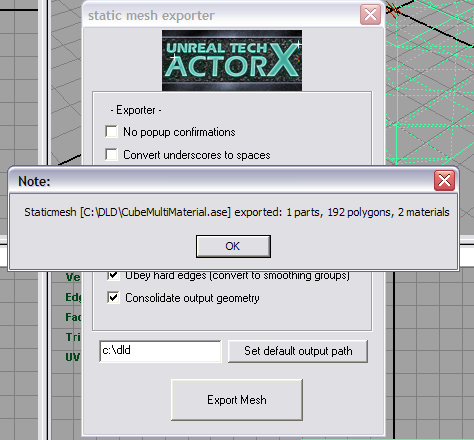 static mesh exporter
UNREAL TECH
ACTORX
- Exporter -
No popup confirmations
Convert underscores to spaces
Note:
Staticmesh [C:\DLD\CubeMultiMaterial.ase] exported: 1 parts, 192 polygons, 2 materials
OK
Obey hard edges (convert to smoothing groups)
Consolidate output geometry
Ve
Edg
Fac
Tri
UV
c:\dld
Set default output path
Export Mesh